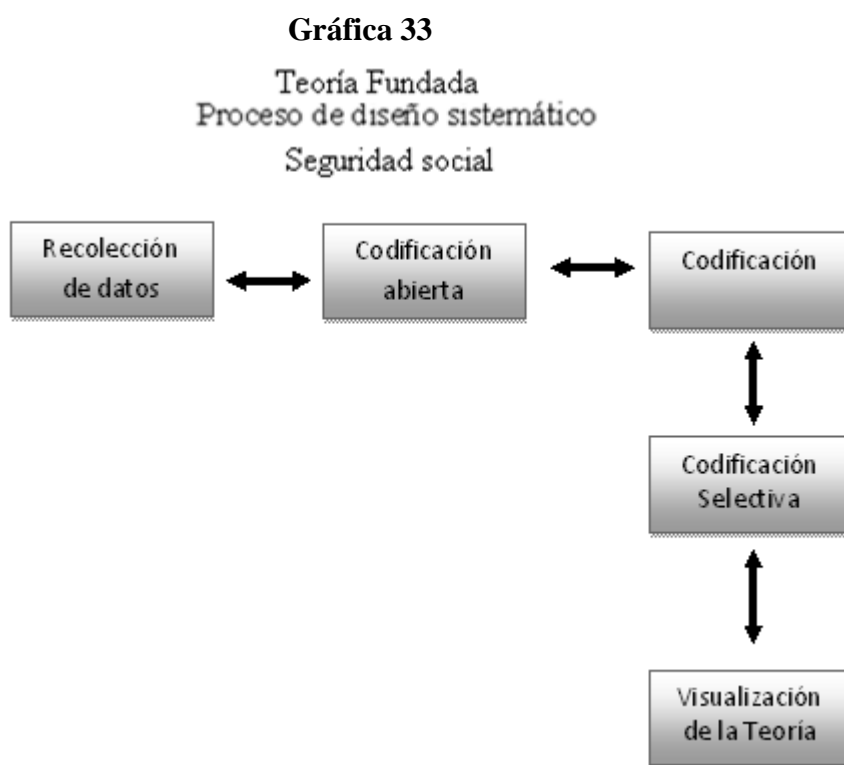 Gráfica 33
Teoría Fundada
Proceso de diseño sistemático
Seguridad social
Recolección
de datos
Codificación
abierta
Codificación
Codificación
Selectiva
Visualización
de la Teoría